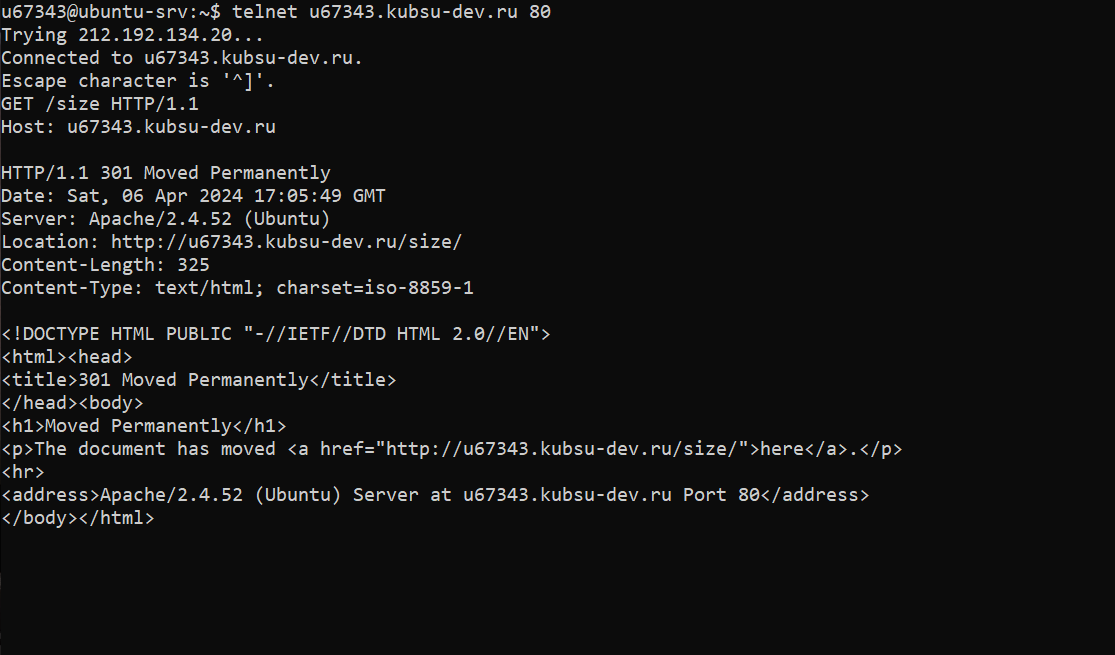 u67343@ubuntu-srv:~$ telnet u67343.kubsu-dev.ru 80
Trying 212.192.134.20...
Connected to u67343.kubsu-dev.ru.
Escape character is '^]'.
GET /size HTTP/1.1
Host: u67343.kubsu-dev.ru

HTTP/1.1 301 Moved Permanently
Date: Sat, 06 Apr 2024 17:05:49 GMT
Server: Apache/2.4.52 (Ubuntu)
Location: http://u67343.kubsu-dev.ru/size/
Content-Length: 325
Content-Type: text/html; charset=iso-8859-1

<!DOCTYPE HTML PUBLIC "-//IETF//DTD HTML 2.0//EN">
<html><head>
<title>301 Moved Permanently</title>
</head><body>
<h1>Moved Permanently</h1>
<p>The document has moved <a href="http://u67343.kubsu-dev.ru/size/">here</a>.</p>
<hr>
<address>Apache/2.4.52 (Ubuntu) Server at u67343.kubsu-dev.ru Port 80</address>
</body></html>